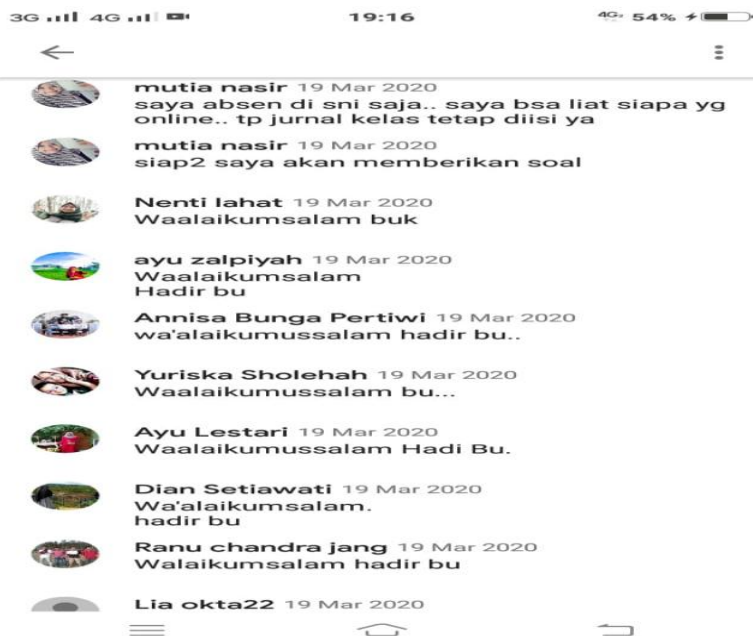 3G 4G 19:16 4G 54%
mutia nasir 19 Mar 2020
saya absen di sni saja.. saya bsa liat siapa yg
online.. tp jurnal kelas tetap diisi ya
mutia nasir 19 Mar 2020
siap2 saya akan memberikan soal
Nenti lahat 19 Mar 2020
Waalaikumsalam buk
ayu zalpiyah 19 Mar 2020
Waalaikumsalam
Hadir bu
Annisa Bunga Pertiwi 19 Mar 2020
wa'alaikumussalam hadir bu..
Yuriska Sholehah 19 Mar 2020
Waalaikumussalam bu...
Ayu Lestari 19 Mar 2020
Waalaikumussalam Hadi Bu.
Dian Setiawati 19 Mar 2020
Wa'alaikumsalam.
hadir bu
Ranu chandra jang 19 Mar 2020
Walaikumsalam hadir bu
Lia okta22 19 Mar 2020